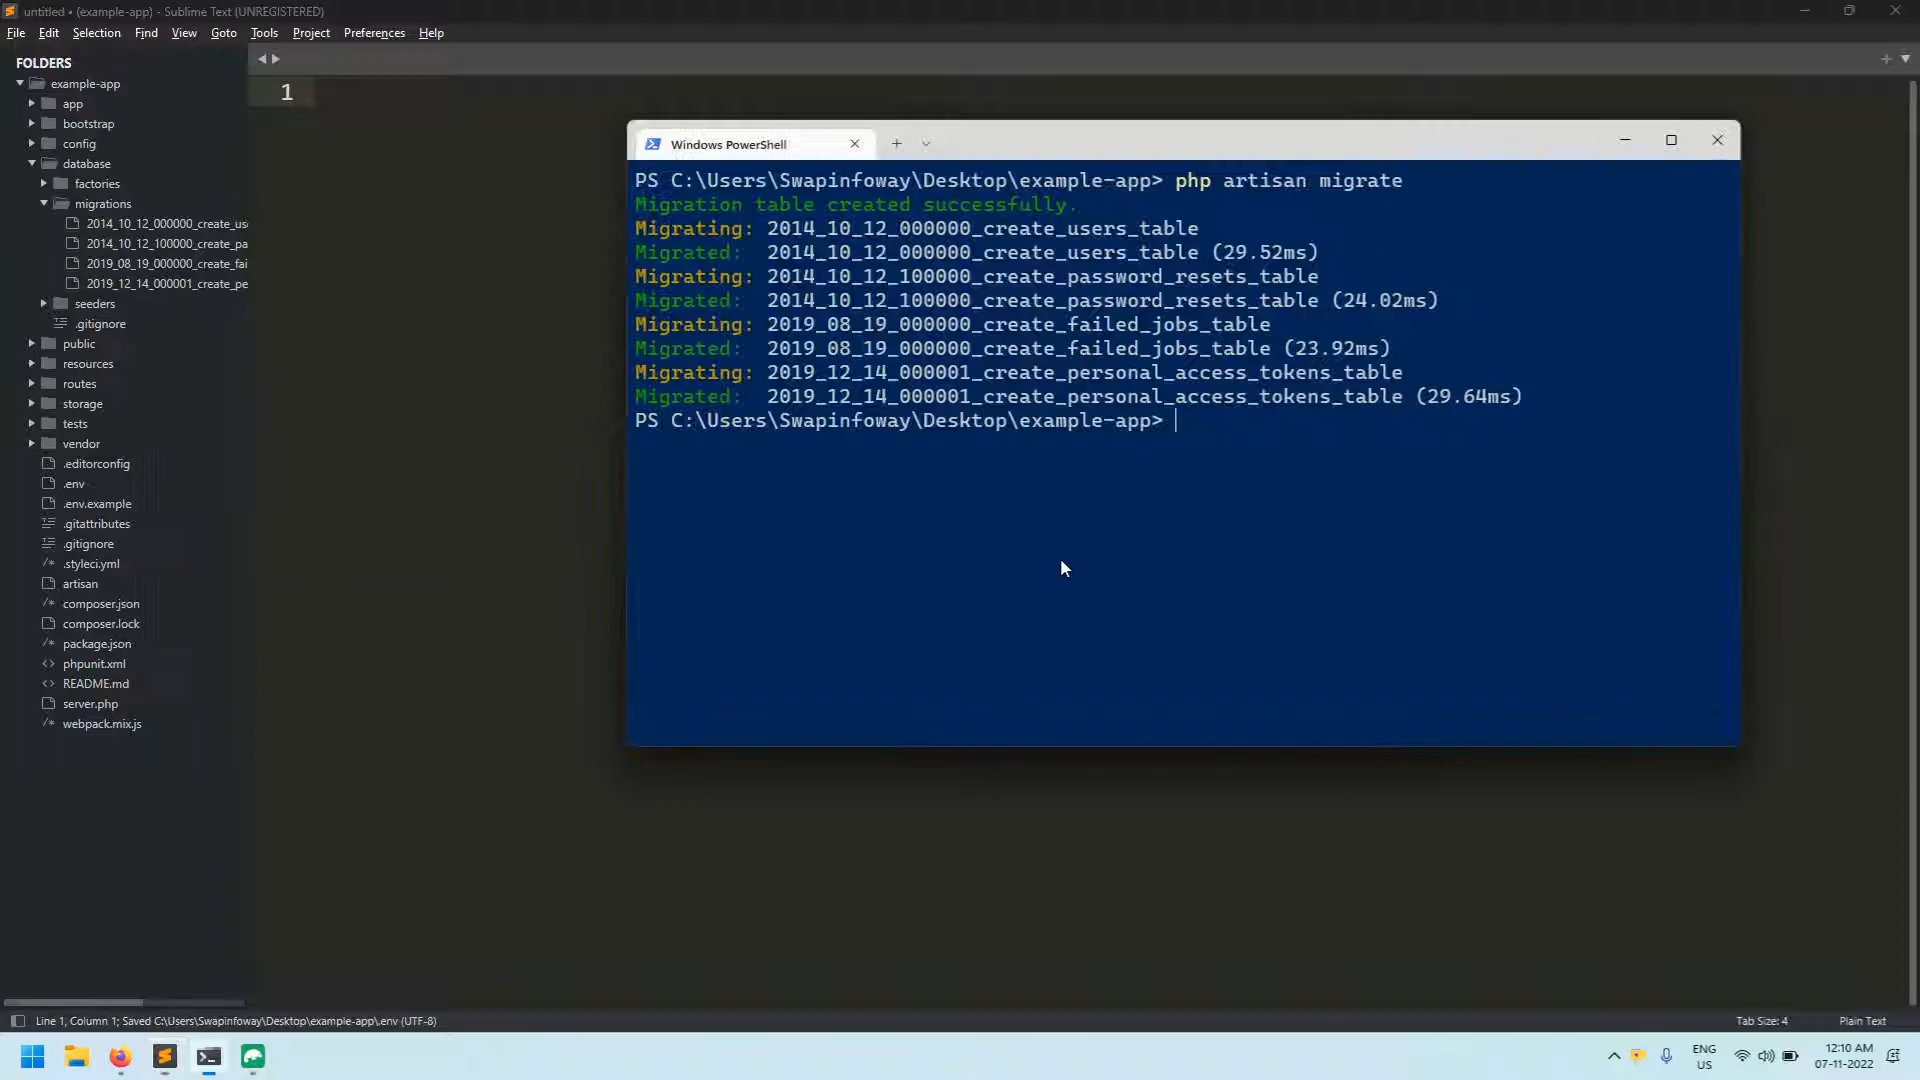 untitled • (example-app) - Sublime Text (UNREGISTERED)
File Edit Selection Find View Goto Tools Project Preferences Help
FOLDERS
example-app
app
bootstrap
config
database
factories
migrations
2014_10_12_000000_create_use
2014_10_12_100000_create_pa
2019_08_19_000000_create_fai
2019_12_14_000001_create_pe
seeders
.gitignore
public
resources
routes
storage
tests
vendor
.editorconfig
.env
.env.example
.gitattributes
.gitignore
/* .styleci.yml
artisan
/* composer.json
composer.lock
/* package.json
<> phpunit.xml
<> README.md
server.php
/* webpack.mix.js
1
Windows PowerShell
PS C:\Users\Swapinfoway\Desktop\example-app> php artisan migrate
Migration table created successfully.
Migrating: 2014_10_12_000000_create_users_table
Migrated:  2014_10_12_000000_create_users_table (29.52ms)
Migrating: 2014_10_12_100000_create_password_resets_table
Migrated:  2014_10_12_100000_create_password_resets_table (24.02ms)
Migrating: 2019_08_19_000000_create_failed_jobs_table
Migrated:  2019_08_19_000000_create_failed_jobs_table (23.92ms)
Migrating: 2019_12_14_000001_create_personal_access_tokens_table
Migrated:  2019_12_14_000001_create_personal_access_tokens_table (29.64ms)
PS C:\Users\Swapinfoway\Desktop\example-app>
Line 1, Column 1; Saved C:\Users\Swapinfoway\Desktop\example-app\.env (UTF-8)
Tab Size: 4
Plain Text
ENG
US
12:10 AM
07-11-2022